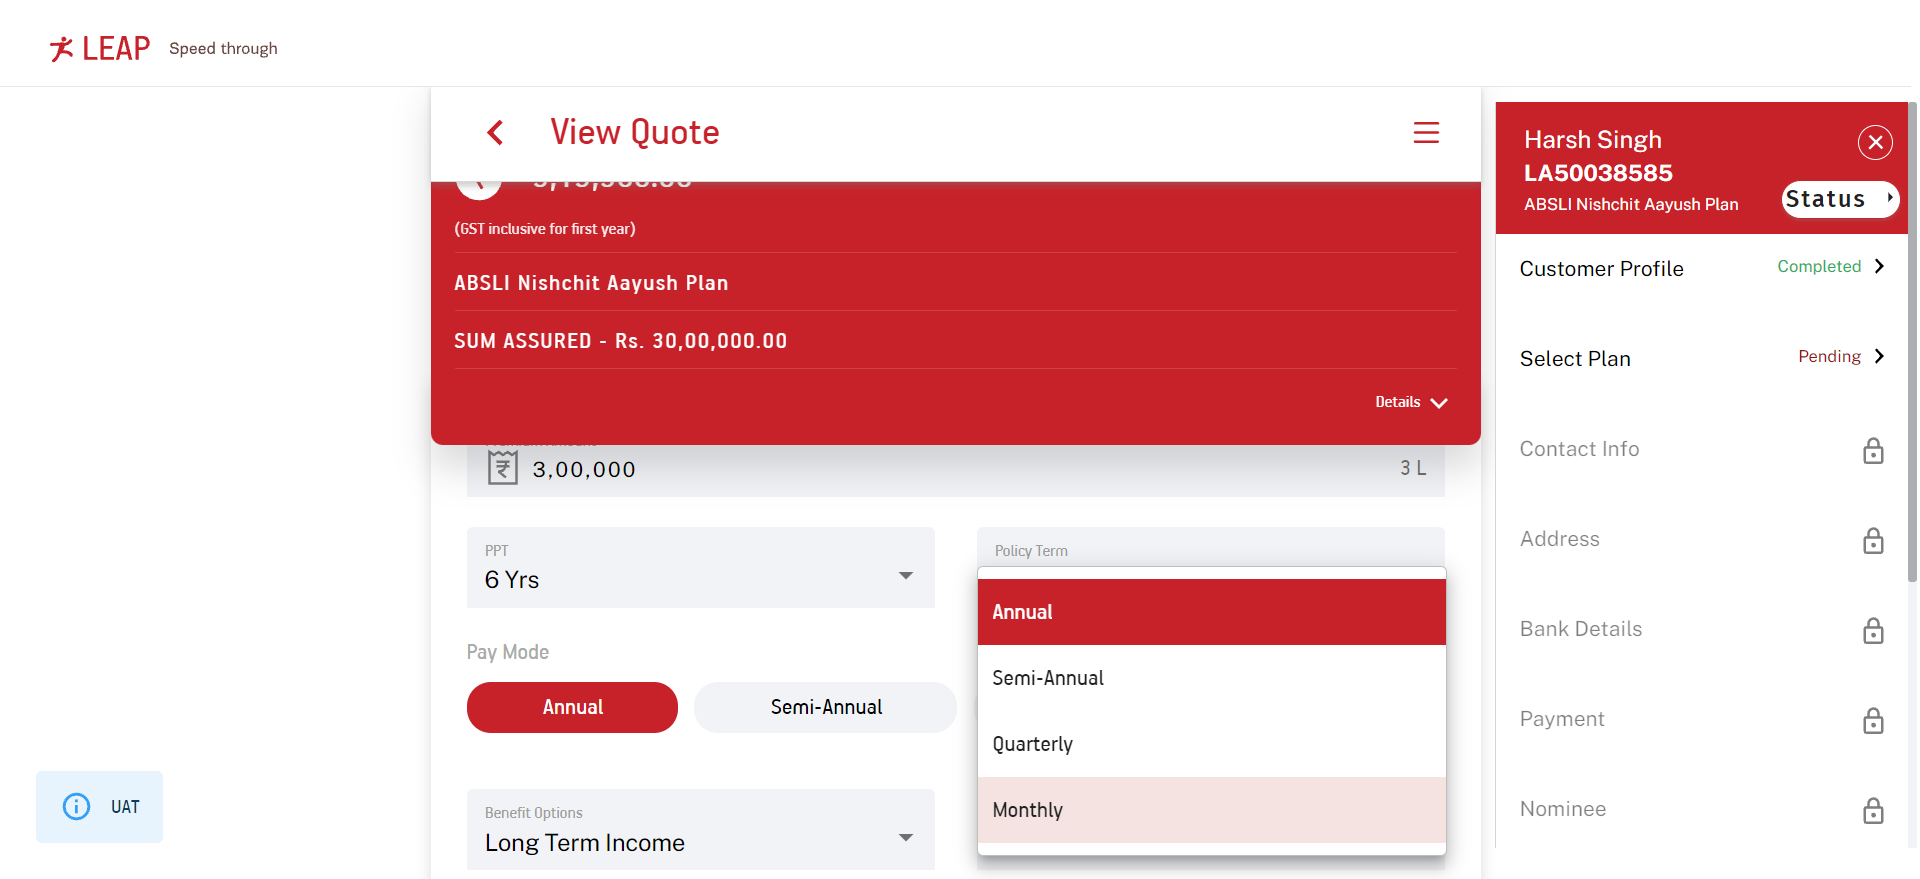 LEAP Speed through
View Quote
(GST inclusive for first year)
ABSLI Nishchit Aayush Plan
SUM ASSURED - Rs. 30,00,000.00
Details
3,00,000
3 L
PPT
6 Yrs
Policy Term
Annual
Semi-Annual
Quarterly
Monthly
Pay Mode
Annual
Semi-Annual
Benefit Options
Long Term Income
UAT
Harsh Singh
LA50038585
ABSLI Nishchit Aayush Plan
Status
Customer Profile
Completed
Select Plan
Pending
Contact Info
Address
Bank Details
Payment
Nominee